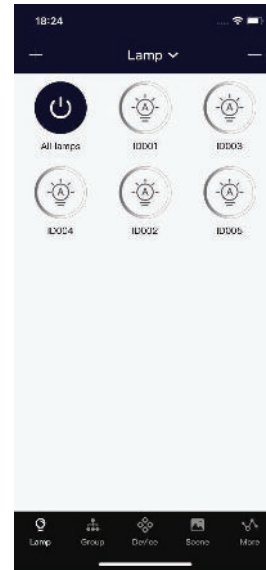 18:24
Lamp
All lamps ID001 ID003
ID004 ID002 ID005
Lamp Group Device Scene More